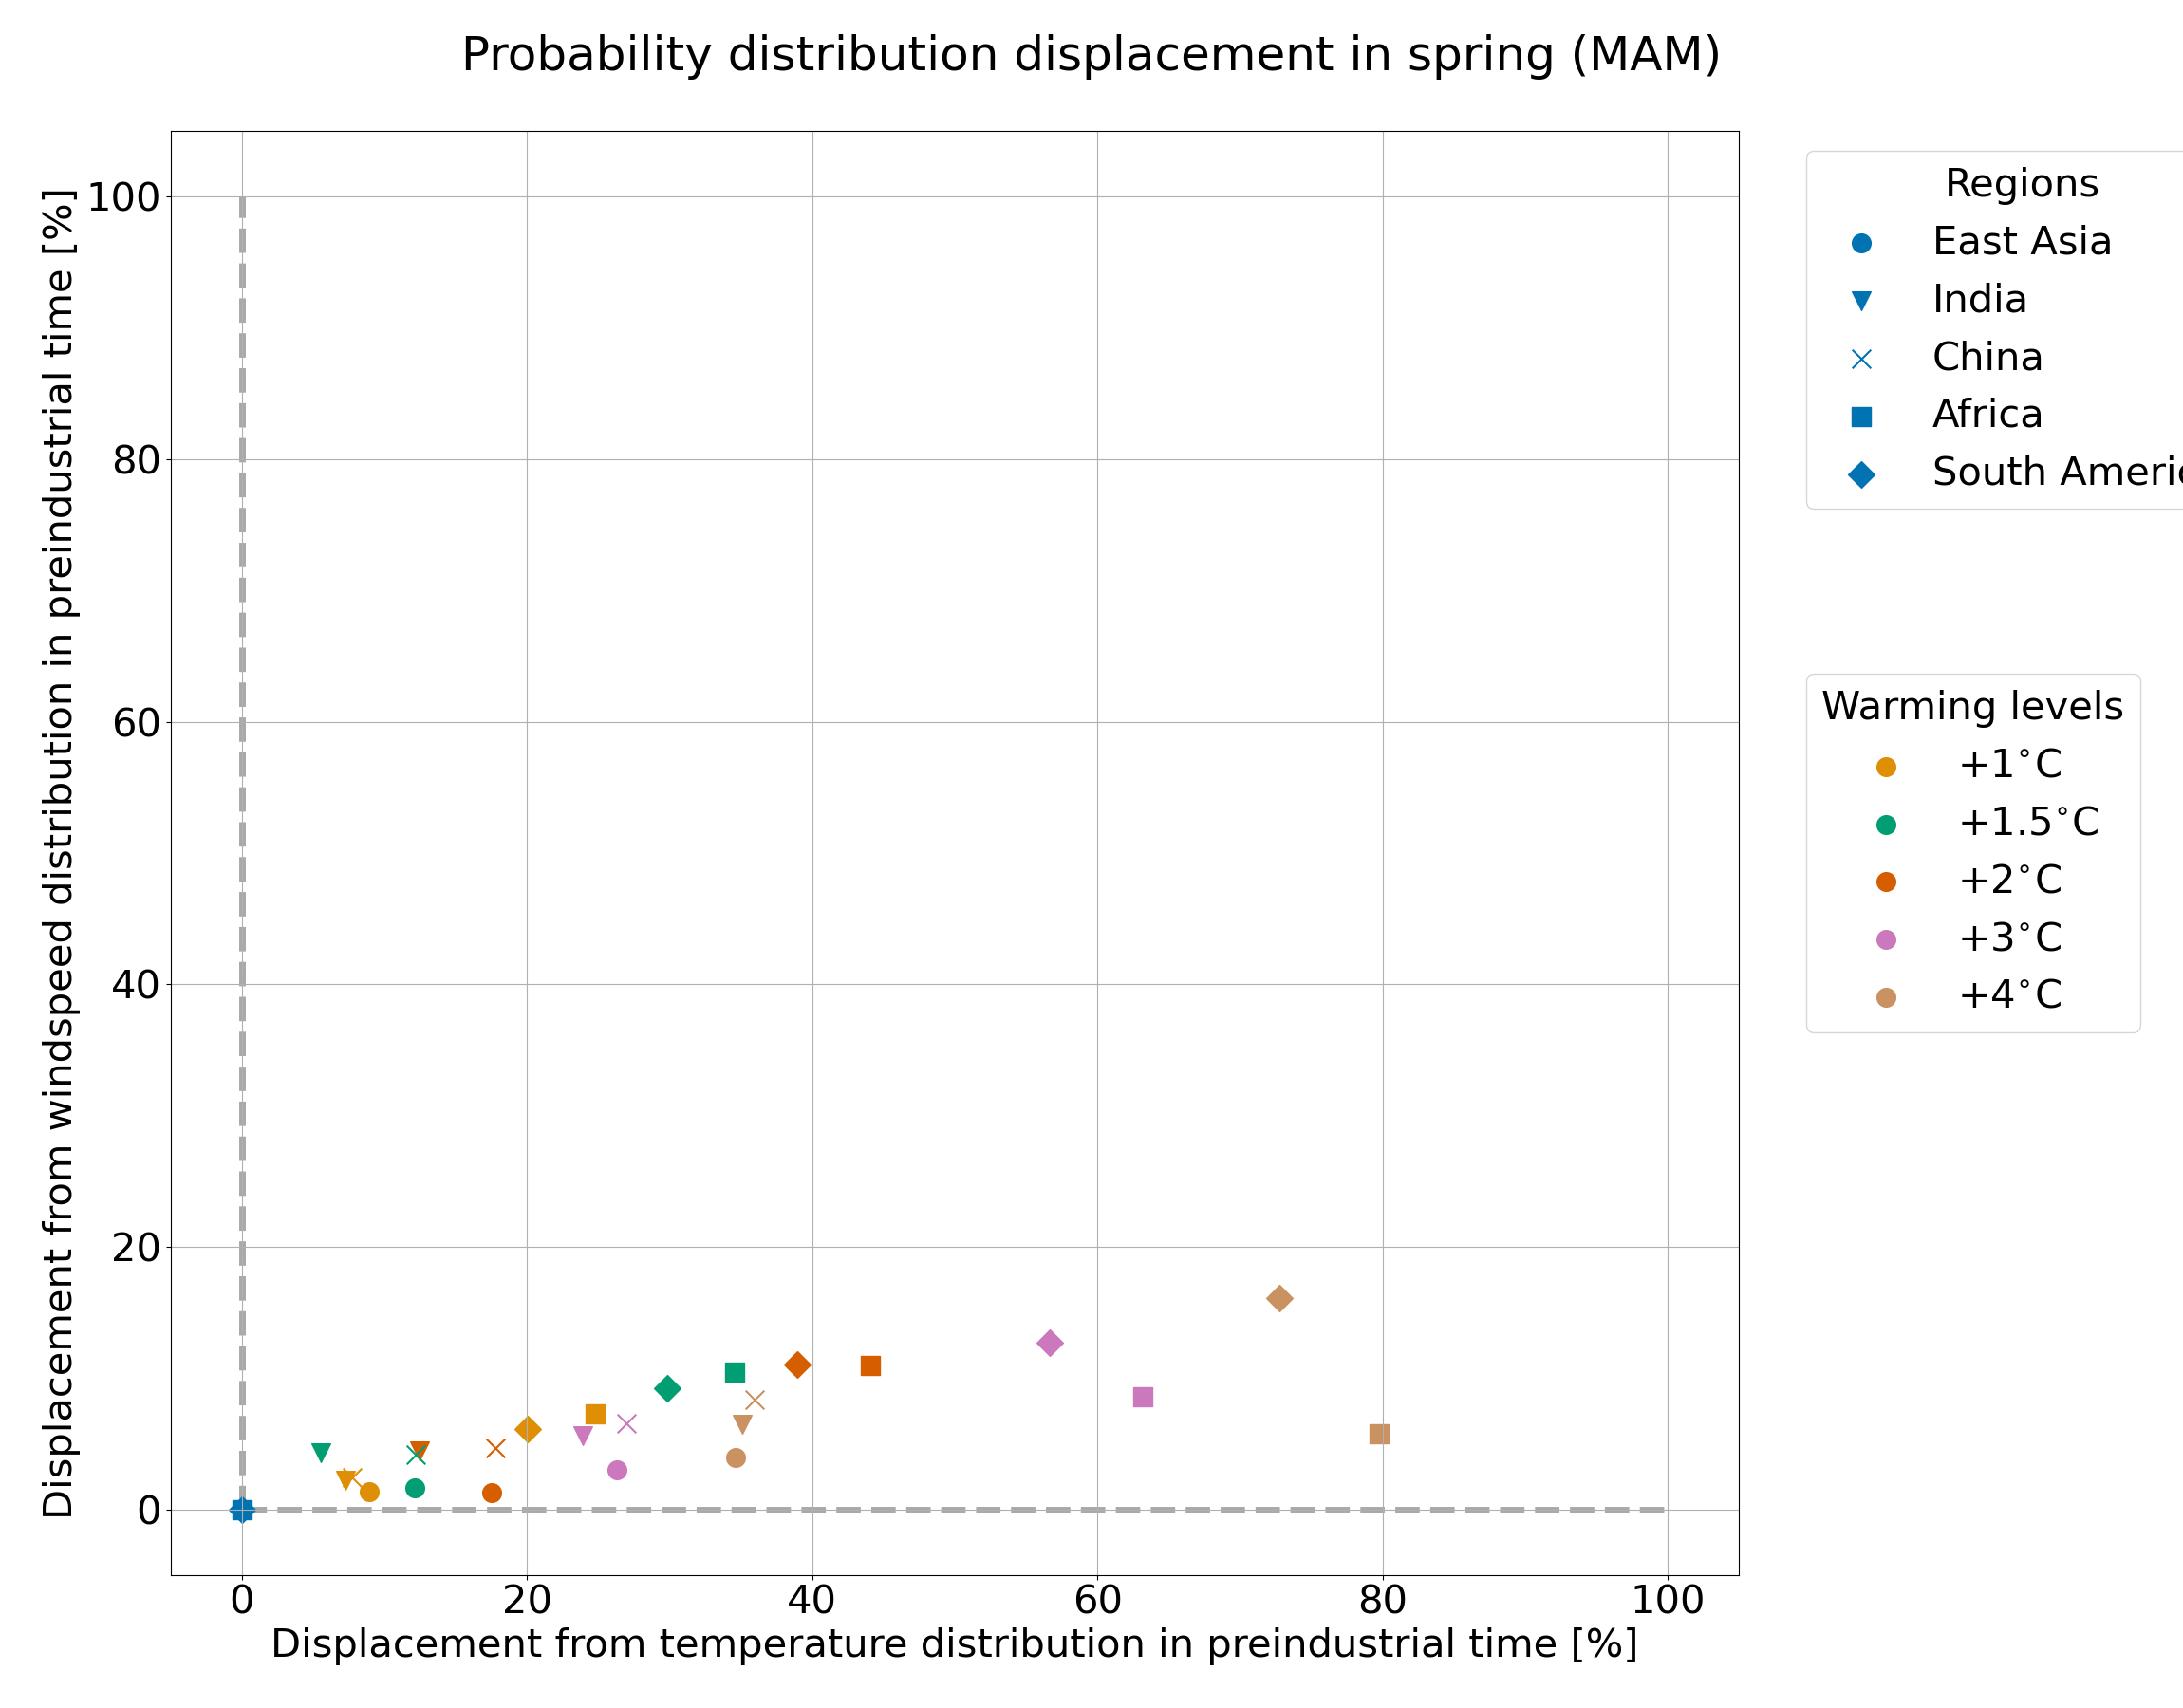 Probability distribution displacement in spring (MAM)
Displacement from windspeed distribution in preindustrial time [%]
100
80
60
40
20
0
0 20 40 60 80 100
Displacement from temperature distribution in preindustrial time [%]
Regions
East Asia
India
China
Africa
South Americ
Warming levels
+1°C
+1.5°C
+2°C
+3°C
+4°C